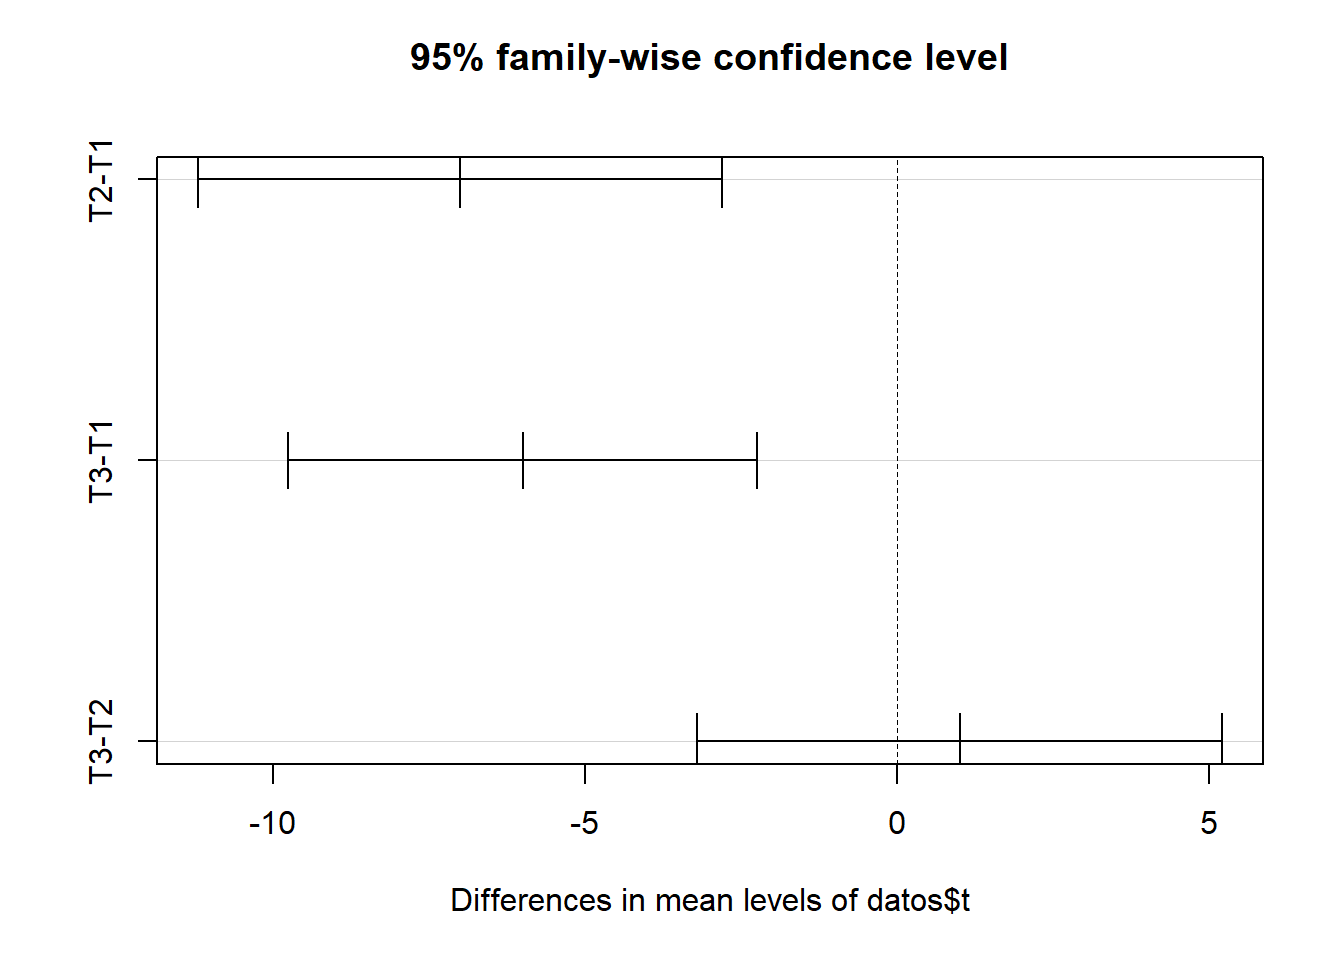 95% family-wise confidence level
T2-T1
T3-T1
T3-T2
-10 -5 0 5
Differences in mean levels of datos$t